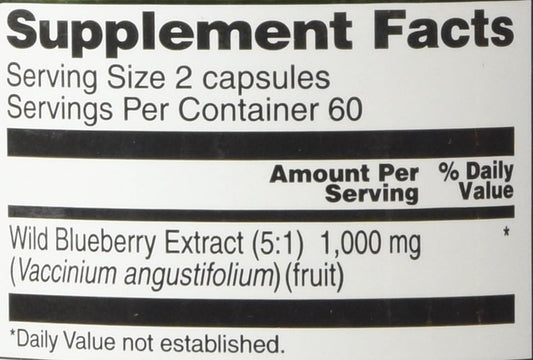 Supplement Facts
Serving Size 2 capsules
Servings Per Container 60
Amount Per Serving % Daily Value
Wild Blueberry Extract (5:1) 1,000 mg *
(Vaccinium angustifolium) (fruit)
*Daily Value not established.